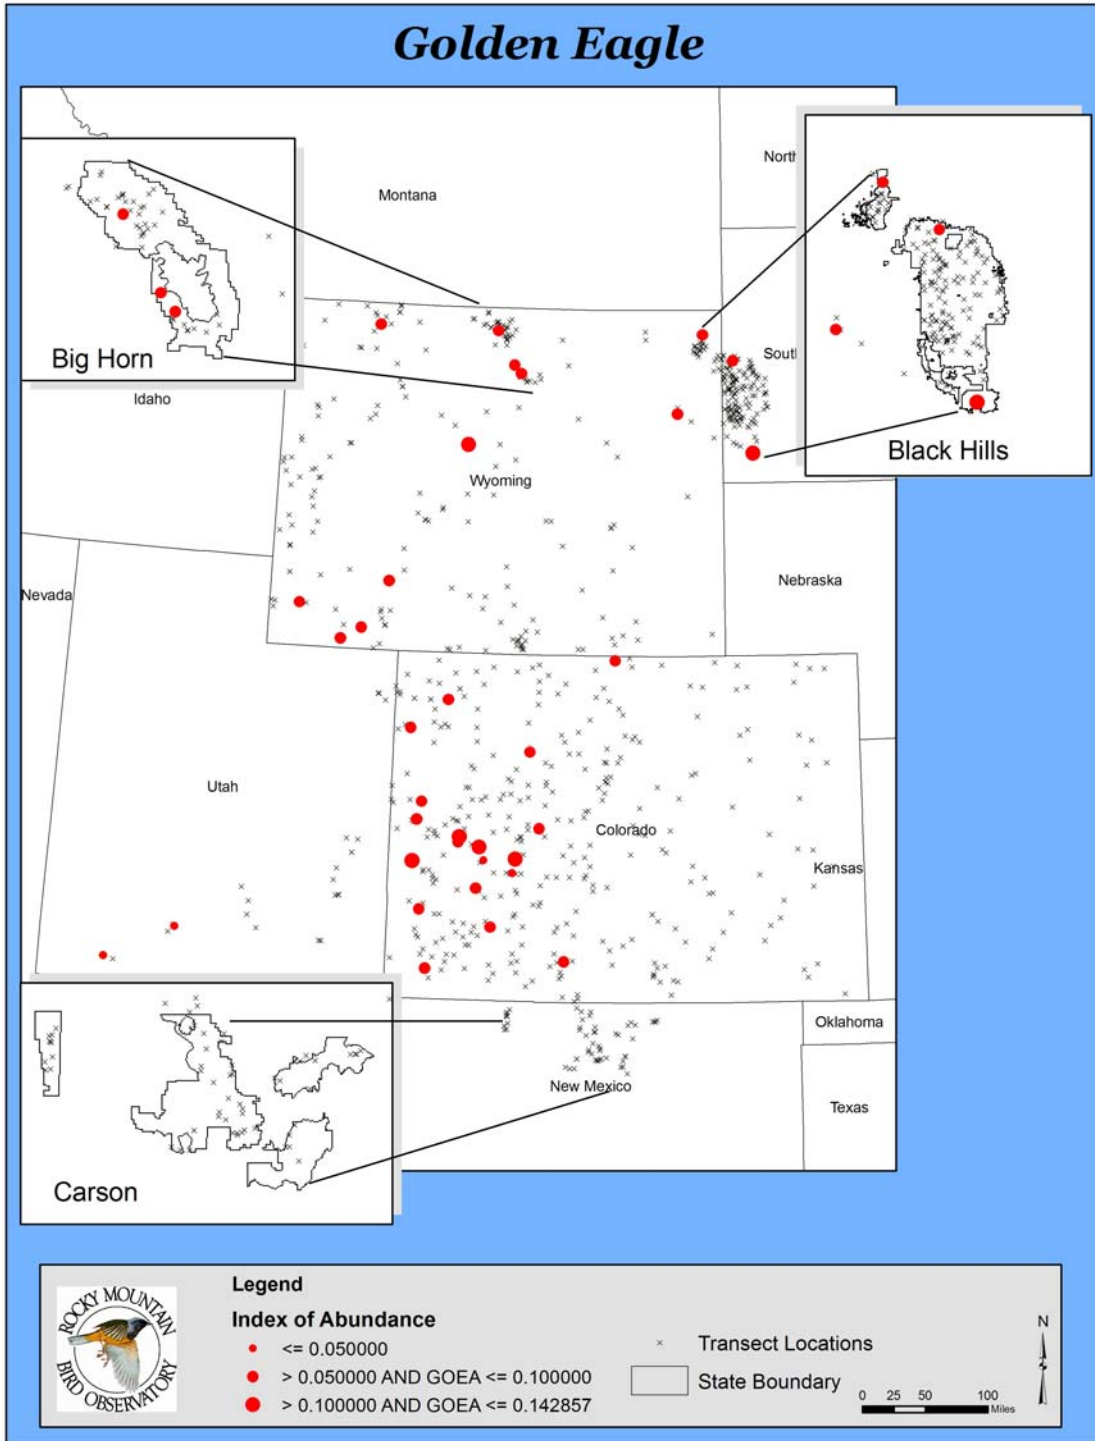 Golden Eagle
Montana
North
South
Big Horn
Black Hills
Idaho
Wyoming
Nevada
Nebraska
Utah
Colorado
Kansas
Oklahoma
New Mexico
Texas
Carson
ROCKY MOUNTAIN
BIRD OBSERVATORY
Legend
Index of Abundance
<= 0.050000
> 0.050000 AND GOEA <= 0.100000
> 0.100000 AND GOEA <= 0.142857
Transect Locations
State Boundary
N
0 25 50 100
Miles